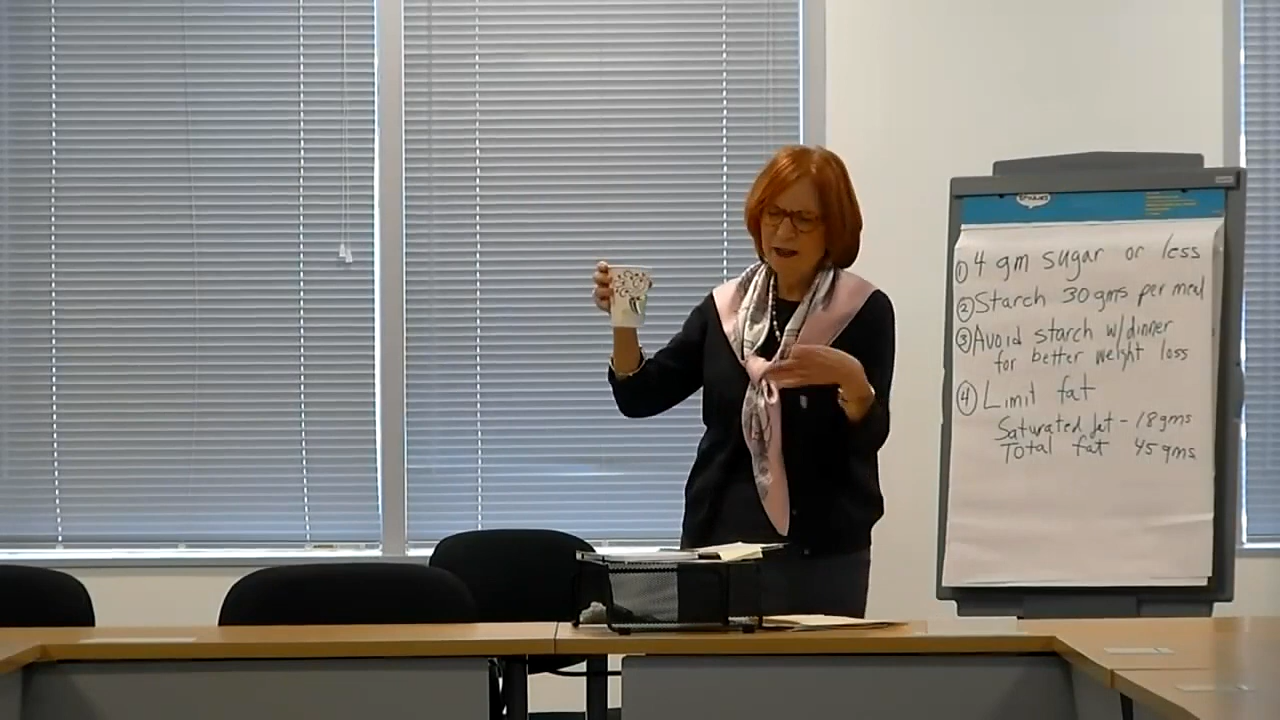 ① 4 gm sugar or less
② Starch 30 gms per meal
③ Avoid starch w/dinner
for better weight loss
④ Limit fat
Saturated fat - 18 gms
Total fat 45 gms